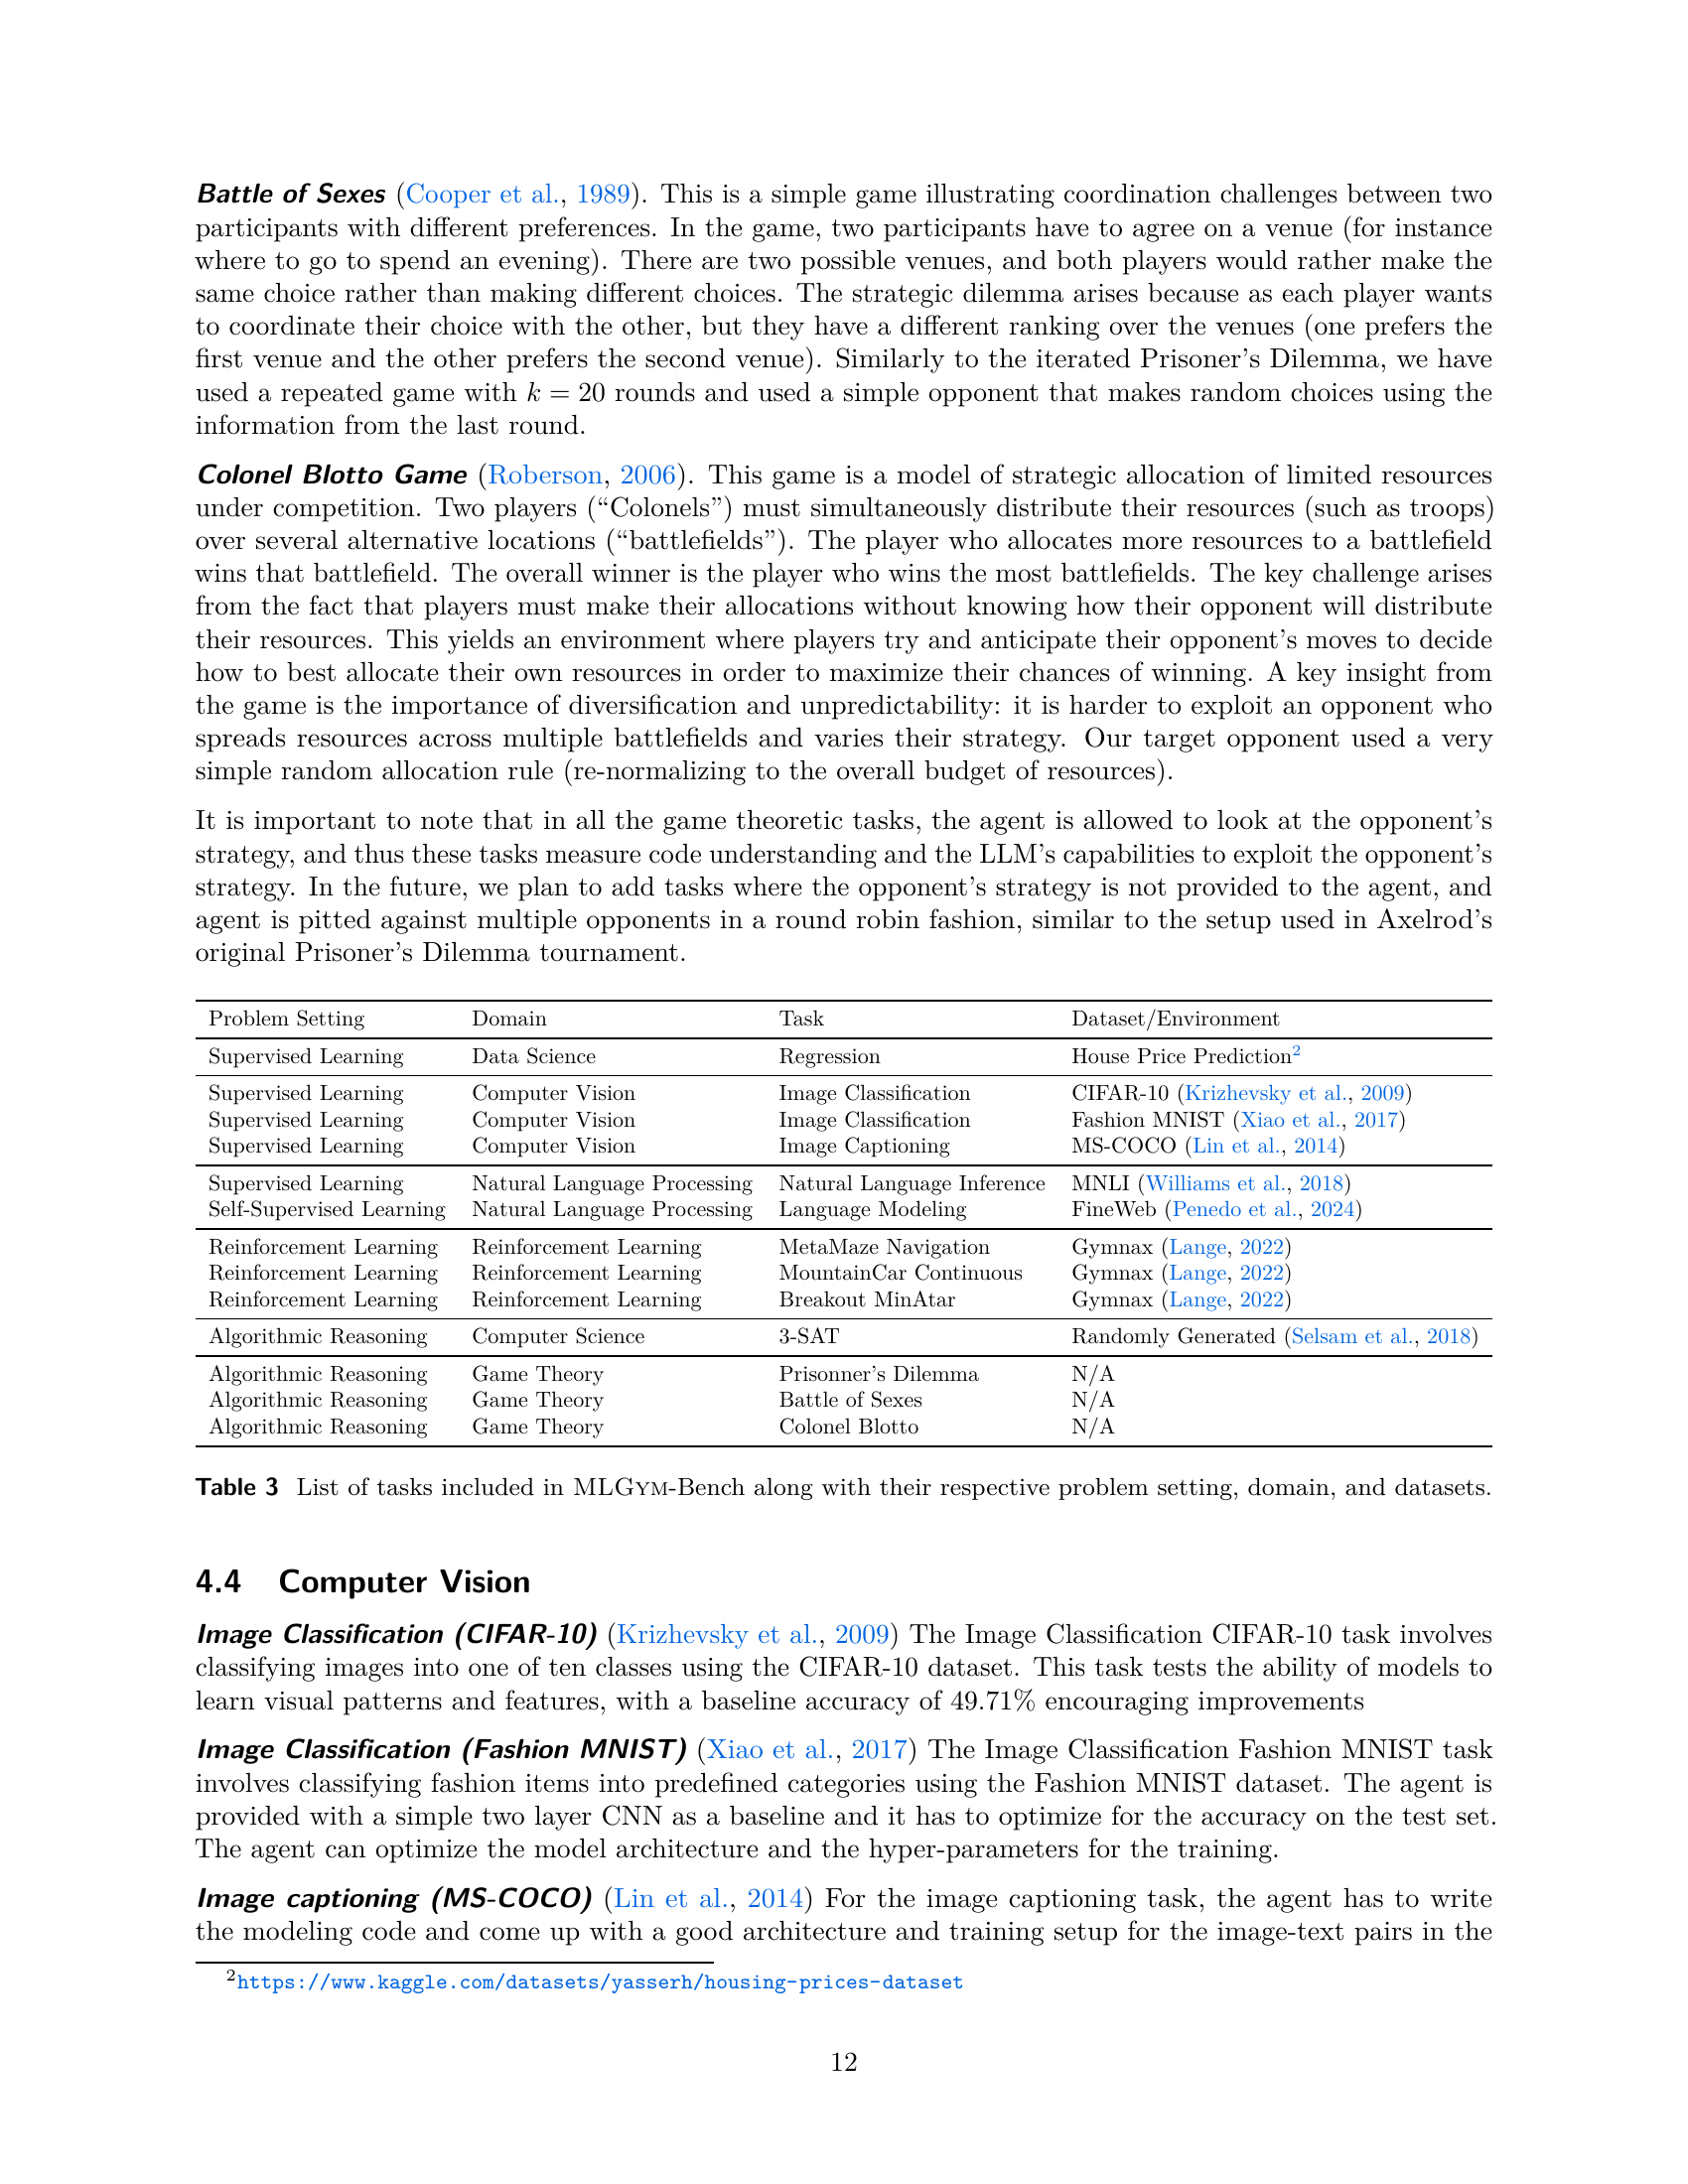 Battle of Sexes (Cooper et al., 1989). This is a simple game illustrating coordination challenges between two
participants with different preferences. In the game, two participants have to agree on a venue (for instance
where to go to spend an evening). There are two possible venues, and both players would rather make the
same choice rather than making different choices. The strategic dilemma arises because as each player wants
to coordinate their choice with the other, but they have a different ranking over the venues (one prefers the
first venue and the other prefers the second venue). Similarly to the iterated Prisoner's Dilemma, we have
used a repeated game with k = 20 rounds and used a simple opponent that makes random choices using the
information from the last round.
Colonel Blotto Game (Roberson, 2006). This game is a model of strategic allocation of limited resources
under competition. Two players (“Colonels”) must simultaneously distribute their resources (such as troops)
over several alternative locations (“battlefields”). The player who allocates more resources to a battlefield
wins that battlefield. The overall winner is the player who wins the most battlefields. The key challenge arises
from the fact that players must make their allocations without knowing how their opponent will distribute
their resources. This yields an environment where players try and anticipate their opponent's moves to decide
how to best allocate their own resources in order to maximize their chances of winning. A key insight from
the game is the importance of diversification and unpredictability: it is harder to exploit an opponent who
spreads resources across multiple battlefields and varies their strategy. Our target opponent used a very
simple random allocation rule (re-normalizing to the overall budget of resources).
It is important to note that in all the game theoretic tasks, the agent is allowed to look at the opponent's
strategy, and thus these tasks measure code understanding and the LLM's capabilities to exploit the opponent's
strategy. In the future, we plan to add tasks where the opponent's strategy is not provided to the agent, and
agent is pitted against multiple opponents in a round robin fashion, similar to the setup used in Axelrod's
original Prisoner's Dilemma tournament.
Problem Setting Domain Task Dataset/Environment
Supervised Learning Data Science Regression House Price Prediction2
Supervised Learning Computer Vision Image Classification CIFAR-10 (Krizhevsky et al., 2009)
Supervised Learning Computer Vision Image Classification Fashion MNIST (Xiao et al., 2017)
Supervised Learning Computer Vision Image Captioning MS-COCO (Lin et al., 2014)
Supervised Learning Natural Language Processing Natural Language Inference MNLI (Williams et al., 2018)
Self-Supervised Learning Natural Language Processing Language Modeling FineWeb (Penedo et al., 2024)
Reinforcement Learning Reinforcement Learning MetaMaze Navigation Gymnax (Lange, 2022)
Reinforcement Learning Reinforcement Learning MountainCar Continuous Gymnax (Lange, 2022)
Reinforcement Learning Reinforcement Learning Breakout MinAtar Gymnax (Lange, 2022)
Algorithmic Reasoning Computer Science 3-SAT Randomly Generated (Selsam et al., 2018)
Algorithmic Reasoning Game Theory Prisonner's Dilemma N/A
Algorithmic Reasoning Game Theory Battle of Sexes N/A
Algorithmic Reasoning Game Theory Colonel Blotto N/A
Table 3 List of tasks included in MLGYM-Bench along with their respective problem setting, domain, and datasets.
4.4 Computer Vision
Image Classification (CIFAR-10) (Krizhevsky et al., 2009) The Image Classification CIFAR-10 task involves
classifying images into one of ten classes using the CIFAR-10 dataset. This task tests the ability of models to
learn visual patterns and features, with a baseline accuracy of 49.71% encouraging improvements
Image Classification (Fashion MNIST) (Xiao et al., 2017) The Image Classification Fashion MNIST task
involves classifying fashion items into predefined categories using the Fashion MNIST dataset. The agent is
provided with a simple two layer CNN as a baseline and it has to optimize for the accuracy on the test set.
The agent can optimize the model architecture and the hyper-parameters for the training.
Image captioning (MS-COCO) (Lin et al., 2014) For the image captioning task, the agent has to write
the modeling code and come up with a good architecture and training setup for the image-text pairs in the
2https://www.kaggle.com/datasets/yasserh/housing-prices-dataset
12